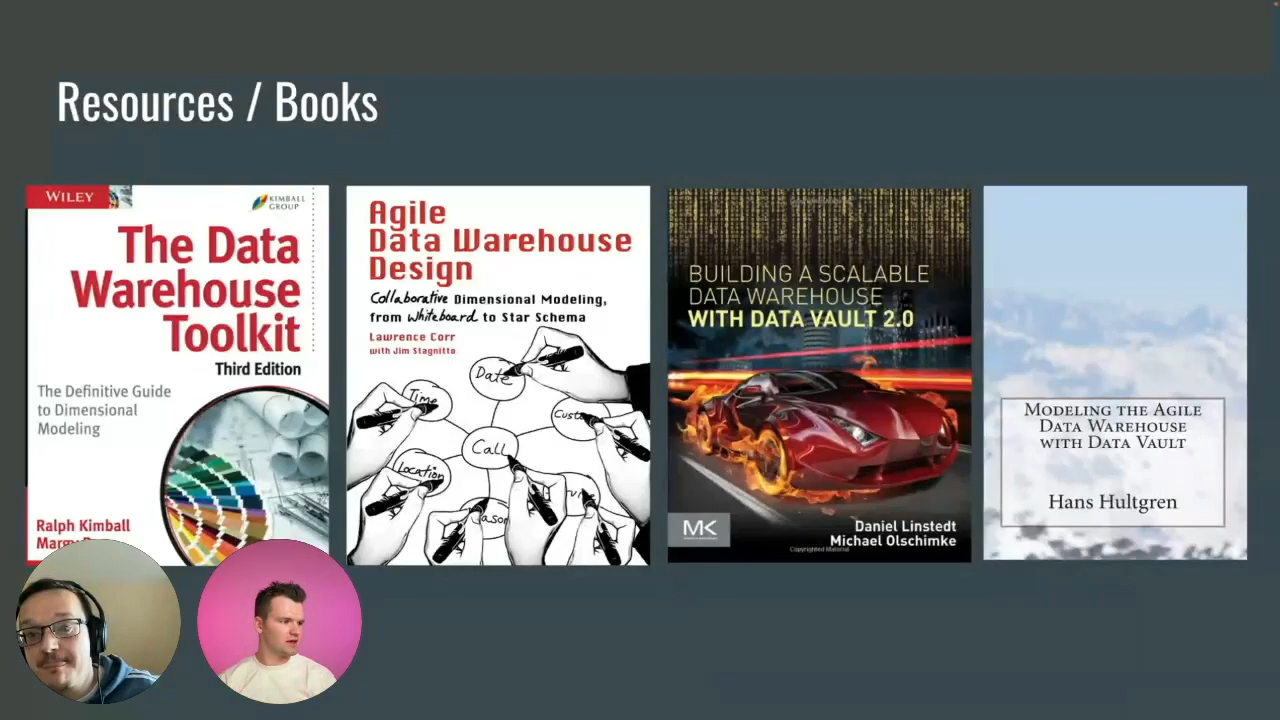 Resources / Books
WILEY
KIMBALL
GROUP
The Data
Warehouse
Toolkit
Third Edition
The Definitive Guide
to Dimensional
Modeling
Ralph Kimball
Agile
Data Warehouse
Design
Collaborative Dimensional Modeling,
from Whiteboard to Star Schema
Lawrence Corr
with Jim Stagnitto
Date
Time
Call
Location
BUILDING A SCALABLE
DATA WAREHOUSE
WITH DATA VAULT 2.0
MK
Daniel Linstedt
Michael Olschimke
Copyrighted Material
MODELING THE AGILE
DATA WAREHOUSE
WITH DATA VAULT
Hans Hultgren